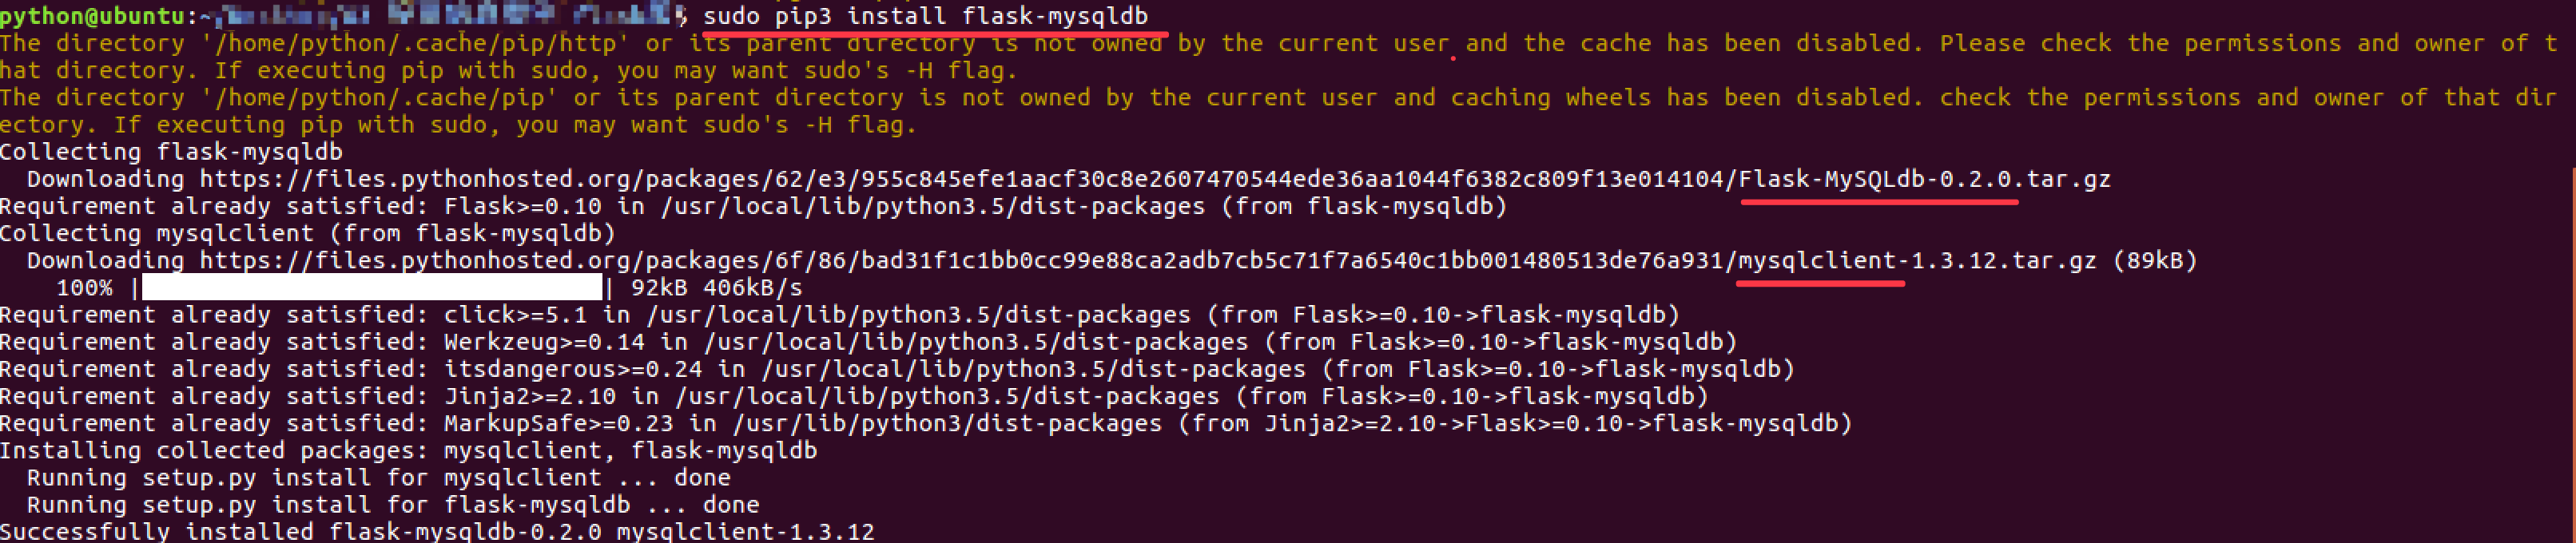 python@ubuntu:~ $ sudo pip3 install flask-mysqldb
The directory '/home/python/.cache/pip/http' or its parent directory is not owned by the current user and the cache has been disabled. Please check the permissions and owner of t
hat directory. If executing pip with sudo, you may want sudo's -H flag.
The directory '/home/python/.cache/pip' or its parent directory is not owned by the current user and caching wheels has been disabled. check the permissions and owner of that dir
ectory. If executing pip with sudo, you may want sudo's -H flag.
Collecting flask-mysqldb
  Downloading https://files.pythonhosted.org/packages/62/e3/955c845efe1aacf30c8e2607470544ede36aa1044f6382c809f13e014104/Flask-MySQLdb-0.2.0.tar.gz
Requirement already satisfied: Flask>=0.10 in /usr/local/lib/python3.5/dist-packages (from flask-mysqldb)
Collecting mysqlclient (from flask-mysqldb)
  Downloading https://files.pythonhosted.org/packages/6f/86/bad31f1c1bb0cc99e88ca2adb7cb5c71f7a6540c1bb001480513de76a931/mysqlclient-1.3.12.tar.gz (89kB)
    100% |████████████████████████████████| 92kB 406kB/s
Requirement already satisfied: click>=5.1 in /usr/local/lib/python3.5/dist-packages (from Flask>=0.10->flask-mysqldb)
Requirement already satisfied: Werkzeug>=0.14 in /usr/local/lib/python3.5/dist-packages (from Flask>=0.10->flask-mysqldb)
Requirement already satisfied: itsdangerous>=0.24 in /usr/local/lib/python3.5/dist-packages (from Flask>=0.10->flask-mysqldb)
Requirement already satisfied: Jinja2>=2.10 in /usr/local/lib/python3.5/dist-packages (from Flask>=0.10->flask-mysqldb)
Requirement already satisfied: MarkupSafe>=0.23 in /usr/lib/python3/dist-packages (from Jinja2>=2.10->Flask>=0.10->flask-mysqldb)
Installing collected packages: mysqlclient, flask-mysqldb
  Running setup.py install for mysqlclient ... done
  Running setup.py install for flask-mysqldb ... done
Successfully installed flask-mysqldb-0.2.0 mysqlclient-1.3.12